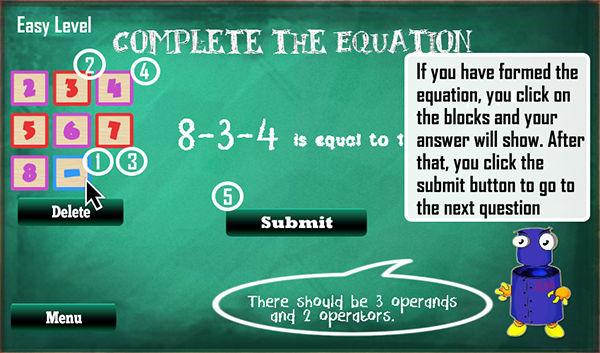 Easy Level
COMPLETE THE EQUATION
2 3 4
5 6 7
8 -
2
4
1 3
Delete
8-3-4 is equal to
5
Submit
If you have formed the
equation, you click on
the blocks and your
answer will show. After
that, you click the
submit button to go to
the next question
There should be 3 operands
and 2 operators.
Menu